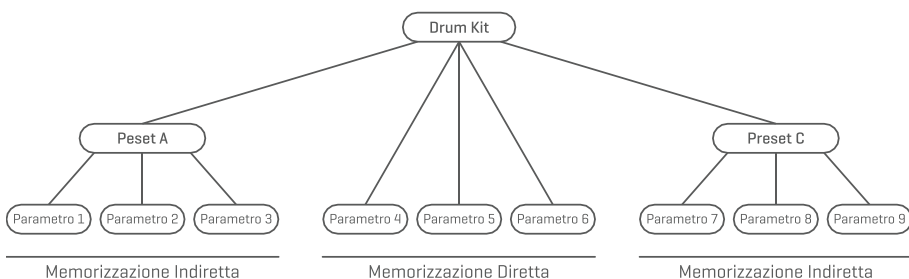 Drum Kit
Peset A
Preset C
Parametro 1 Parametro 2 Parametro 3 Parametro 4 Parametro 5 Parametro 6 Parametro 7 Parametro 8 Parametro 9
Memorizzazione Indiretta Memorizzazione Diretta Memorizzazione Indiretta